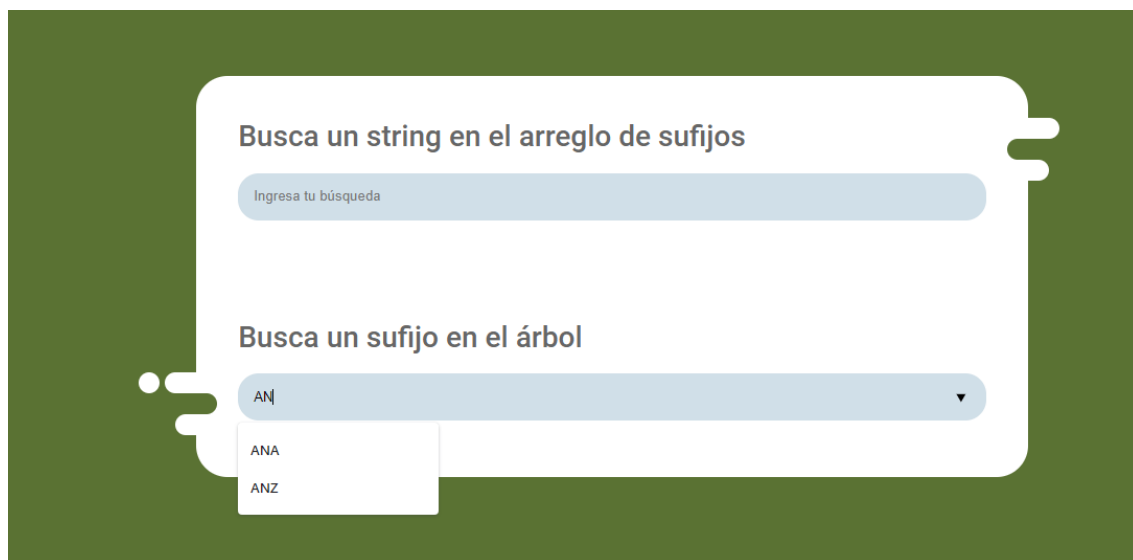 Busca un string en el arreglo de sufijos
Ingresa tu búsqueda
Busca un sufijo en el árbol
AN
ANA
ANZ